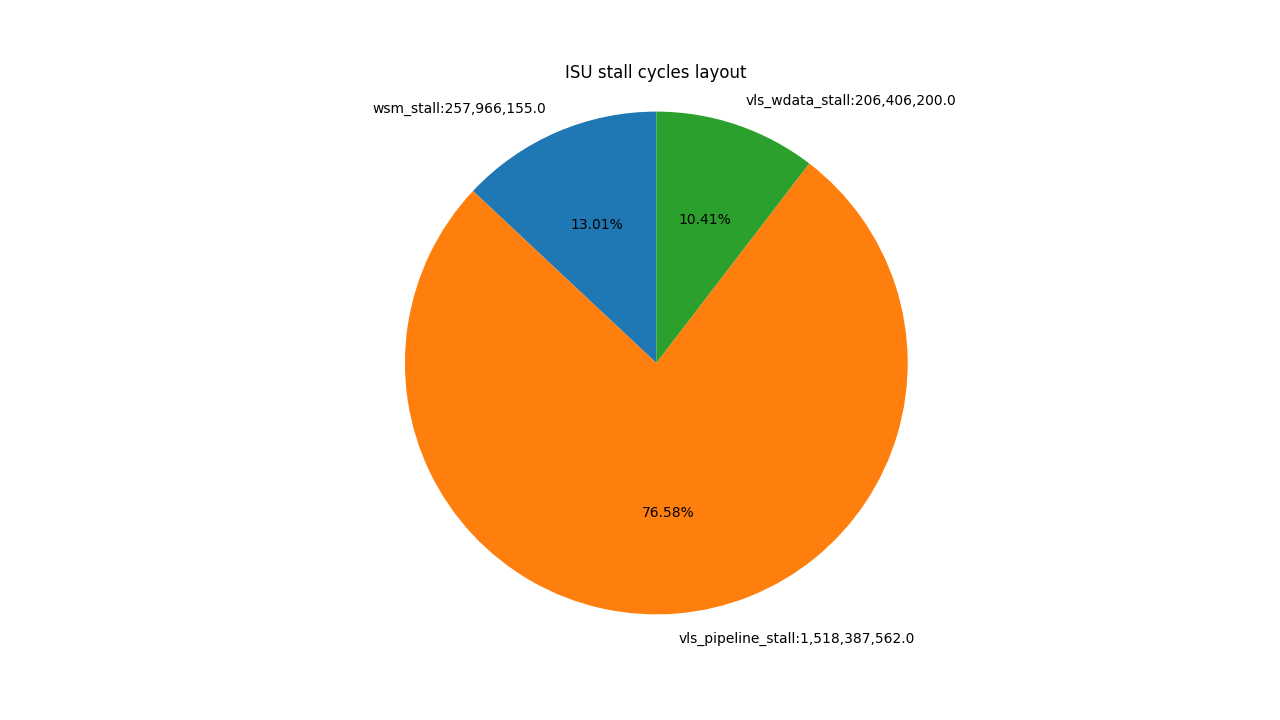 ISU stall cycles layout
wsm_stall:257,966,155.0
vls_wdata_stall:206,406,200.0
13.01%
10.41%
76.58%
vls_pipeline_stall:1,518,387,562.0